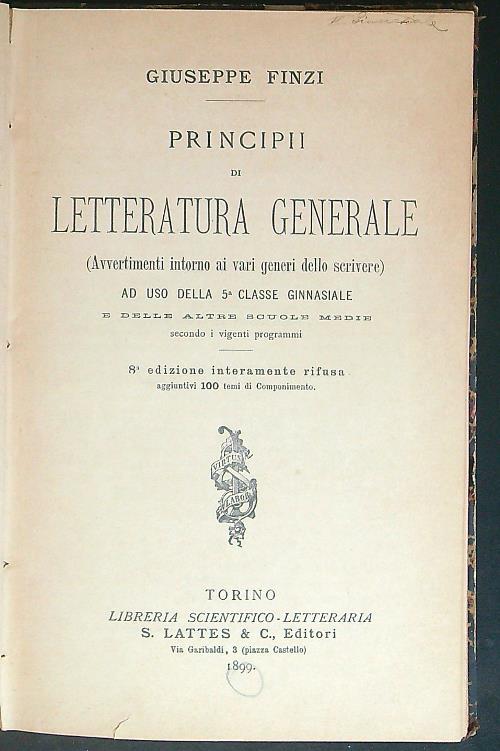 GIUSEPPE FINZI
PRINCIPII
DI
LETTERATURA GENERALE
(Avvertimenti intorno ai vari generi dello scrivere)
AD USO DELLA 5ª CLASSE GINNASIALE
E DELLE ALTRE SCUOLE MEDIE
secondo i vigenti programmi
8ª edizione interamente rifusa
aggiuntivi 100 temi di Componimento.
VIRTUS
LABOR
TORINO
LIBRERIA SCIENTIFICO-LETTERARIA
S. LATTES & C., Editori
Via Garibaldi, 3 (piazza Castello)
1899.